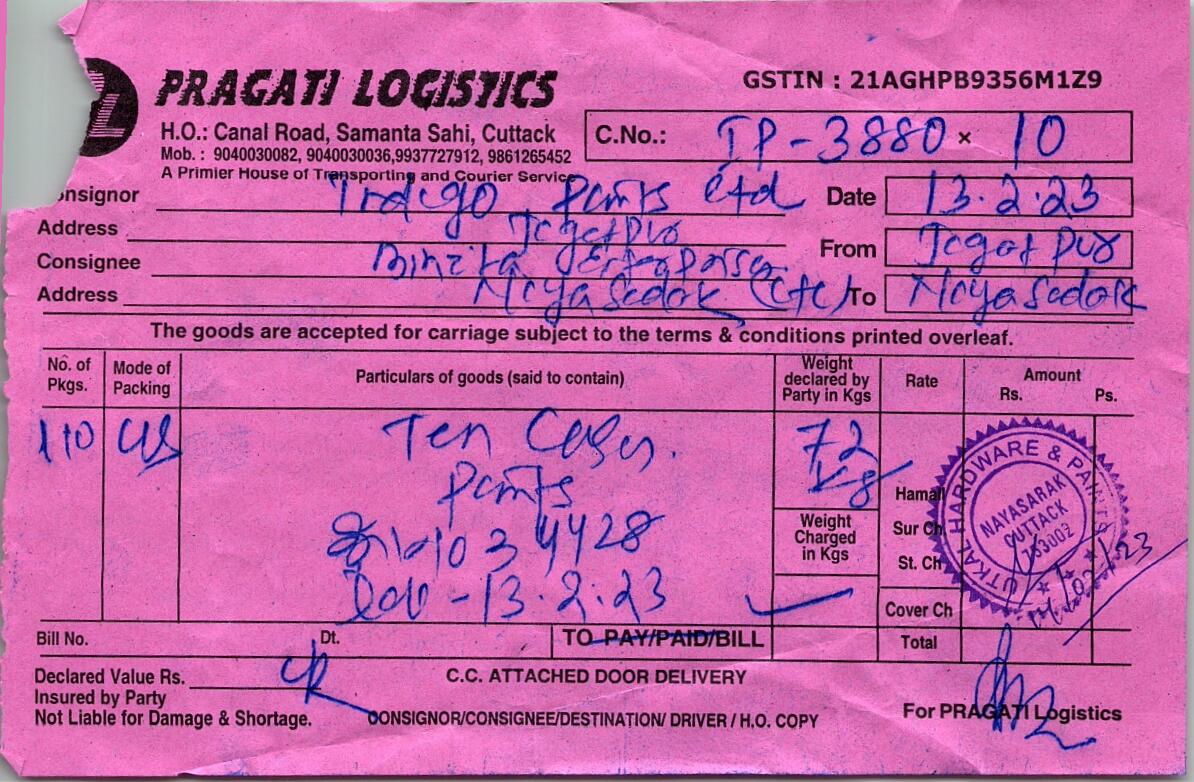 PRAGATI LOGISTICS
GSTIN : 21AGHPB9356M1Z9
H.O.: Canal Road, Samanta Sahi, Cuttack
Mob. : 9040030082, 9040030036,9937727912, 9861265452
A Primier House of Transporting and Courier Service
C.No.: IP-3880 × 10
onsignor Indigo Paints Ltd
Date 13.2.23
Address Jagatpur
From Jagatpur
Consignee Binita Enterprises
Address Nayasadak (Ctc)
To Nayasadak
The goods are accepted for carriage subject to the terms & conditions printed overleaf.
No. of Pkgs.
Mode of Packing
Particulars of goods (said to contain)
Weight declared by Party in Kgs
Rate
Amount
Rs. Ps.
110 C/S
Ten Cases.
Paints
34428
13.2.23
72 Kg
Weight Charged in Kgs
Hamali
Sur Ch
St. Ch
Cover Ch
UTKAL HARDWARE & PAINTS
NAYASARAK
CUTTACK
753002
Bill No. Dt.
TO PAY/PAID/BILL
Total
Declared Value Rs.
Insured by Party
Not Liable for Damage & Shortage.
C.C. ATTACHED DOOR DELIVERY
CONSIGNOR/CONSIGNEE/DESTINATION/ DRIVER / H.O. COPY
For PRAGATI Logistics